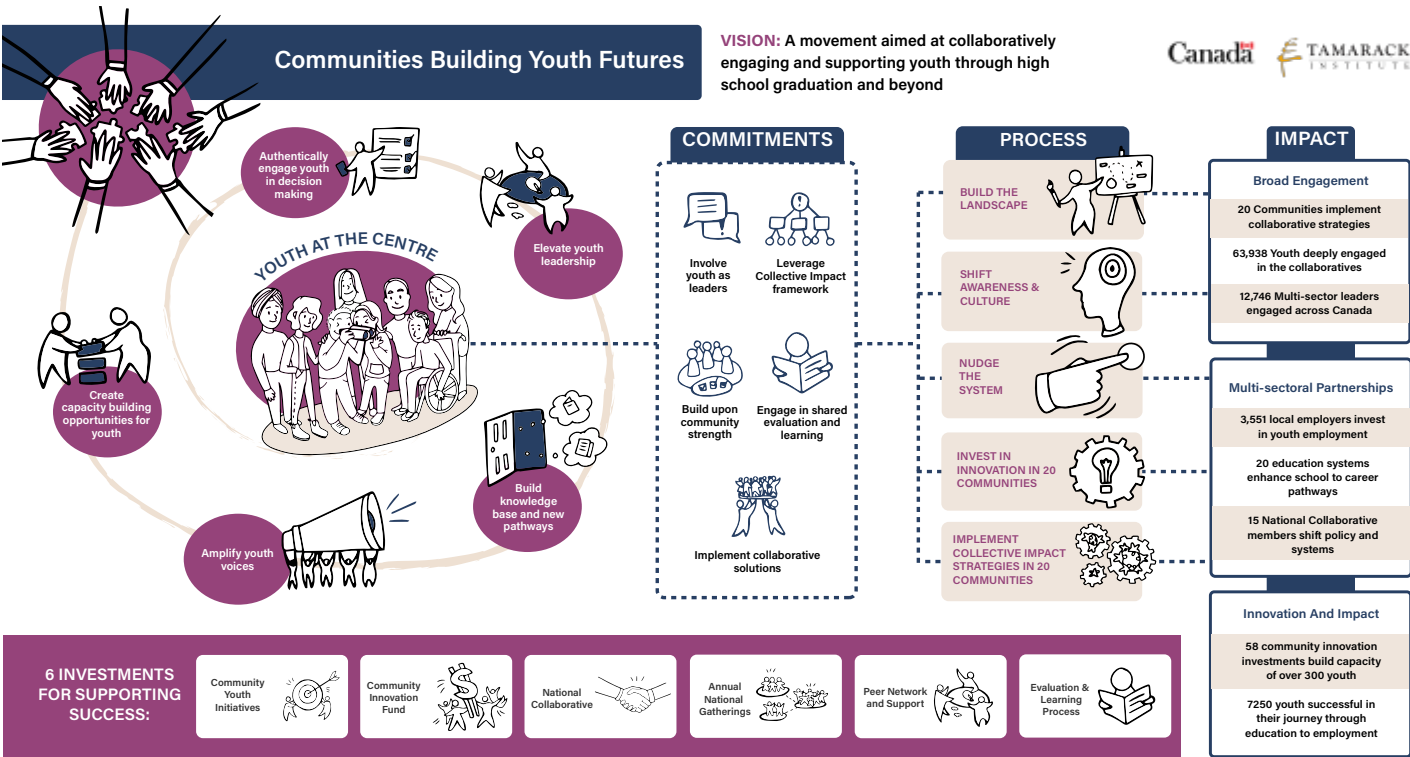 Communities Building Youth Futures
VISION: A movement aimed at collaboratively
engaging and supporting youth through high
school graduation and beyond
Canada
TAMARACK
INSTITUTE
Authentically
engage youth
in decision
making
Elevate youth
leadership
YOUTH AT THE CENTRE
Create
capacity building
opportunities for
youth
Build
knowledge
base and new
pathways
Amplify youth
voices
COMMITMENTS
Involve
youth as
leaders
Leverage
Collective Impact
framework
Build upon
community
strength
Engage in shared
evaluation and
learning
Implement collaborative
solutions
PROCESS
BUILD THE
LANDSCAPE
SHIFT
AWARENESS &
CULTURE
NUDGE
THE
SYSTEM
INVEST IN
INNOVATION IN 20
COMMUNITIES
IMPLEMENT
COLLECTIVE IMPACT
STRATEGIES IN 20
COMMUNITIES
IMPACT
Broad Engagement
20 Communities implement
collaborative strategies
63,938 Youth deeply engaged
in the collaboratives
12,746 Multi-sector leaders
engaged across Canada
Multi-sectoral Partnerships
3,551 local employers invest
in youth employment
20 education systems
enhance school to career
pathways
15 National Collaborative
members shift policy and
systems
Innovation And Impact
58 community innovation
investments build capacity
of over 300 youth
7250 youth successful in
their journey through
education to employment
6 INVESTMENTS
FOR SUPPORTING
SUCCESS:
Community
Youth
Initiatives
Community
Innovation
Fund
National
Collaborative
Annual
National
Gatherings
Peer Network
and Support
Evaluation &
Learning
Process